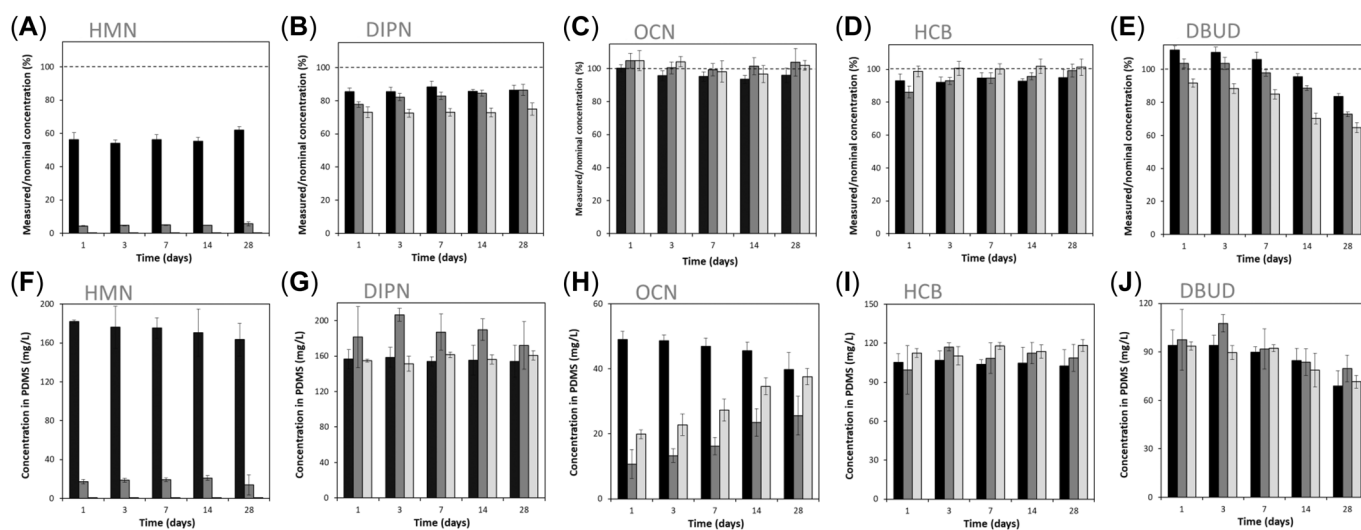 (A) HMN
Measured/nominal concentration (%)
120
100
80
60
40
20
0
1 3 7 14 28
Time (days)
(B) DIPN
Measured/nominal concentration (%)
120
100
80
60
40
20
0
1 3 7 14 28
Time (days)
(C) OCN
Measured/nominal concentration (%)
120
100
80
60
40
20
0
1 3 7 14 28
Time (days)
(D) HCB
Measured/nominal concentration (%)
120
100
80
60
40
20
0
1 3 7 14 28
Time (days)
(E) DBUD
Measured/nominal concentration (%)
120
100
80
60
40
20
0
1 3 7 14 28
Time (days)
(F) HMN
Concentration in PDMS (mg/L)
200
160
120
80
40
0
1 3 7 14 28
Time (days)
(G) DIPN
Concentration in PDMS (mg/L)
200
160
120
80
40
0
1 3 7 14 28
Time (days)
(H) OCN
Concentration in PDMS (mg/L)
60
40
20
0
1 3 7 14 28
Time (days)
(I) HCB
Concentration in PDMS (mg/L)
150
120
90
60
30
0
1 3 7 14 28
Time (days)
(J) DBUD
Concentration in PDMS (mg/L)
120
90
60
30
0
1 3 7 14 28
Time (days)